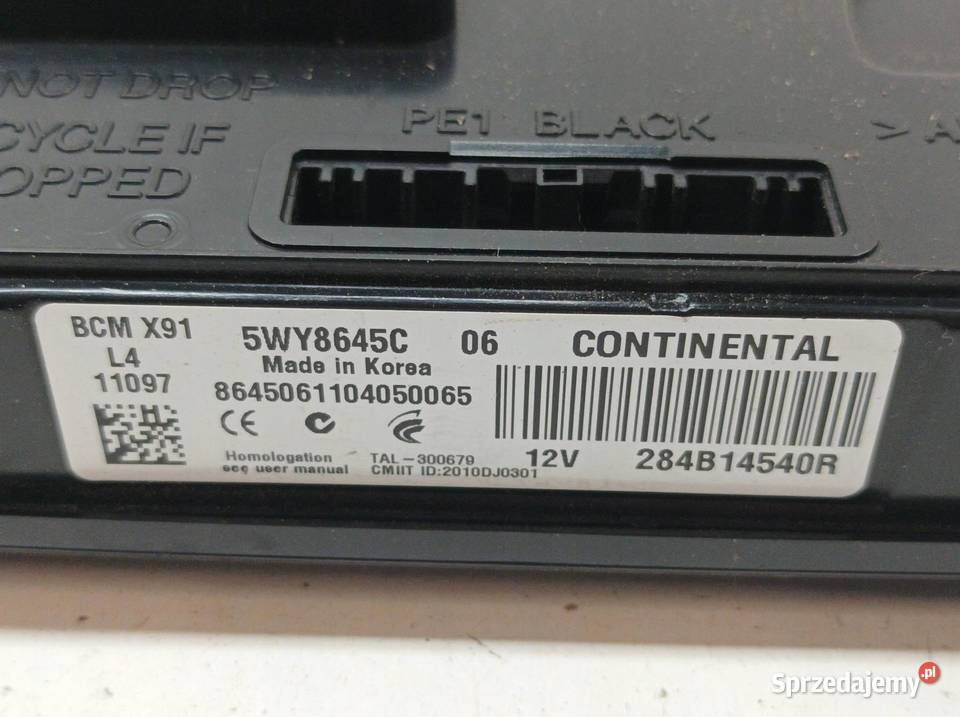 NOT DROP
CYCLE IF
OPPED
PE1 BLACK
> A
BCM X91
L4
11097
5WY8645C 06 CONTINENTAL
Made in Korea
8645061104050065
CE
Homologation
see user manual
TAL-300679
CMIIT ID:2010DJ0301
12V 284B14540R
Sprzedajemy.pl